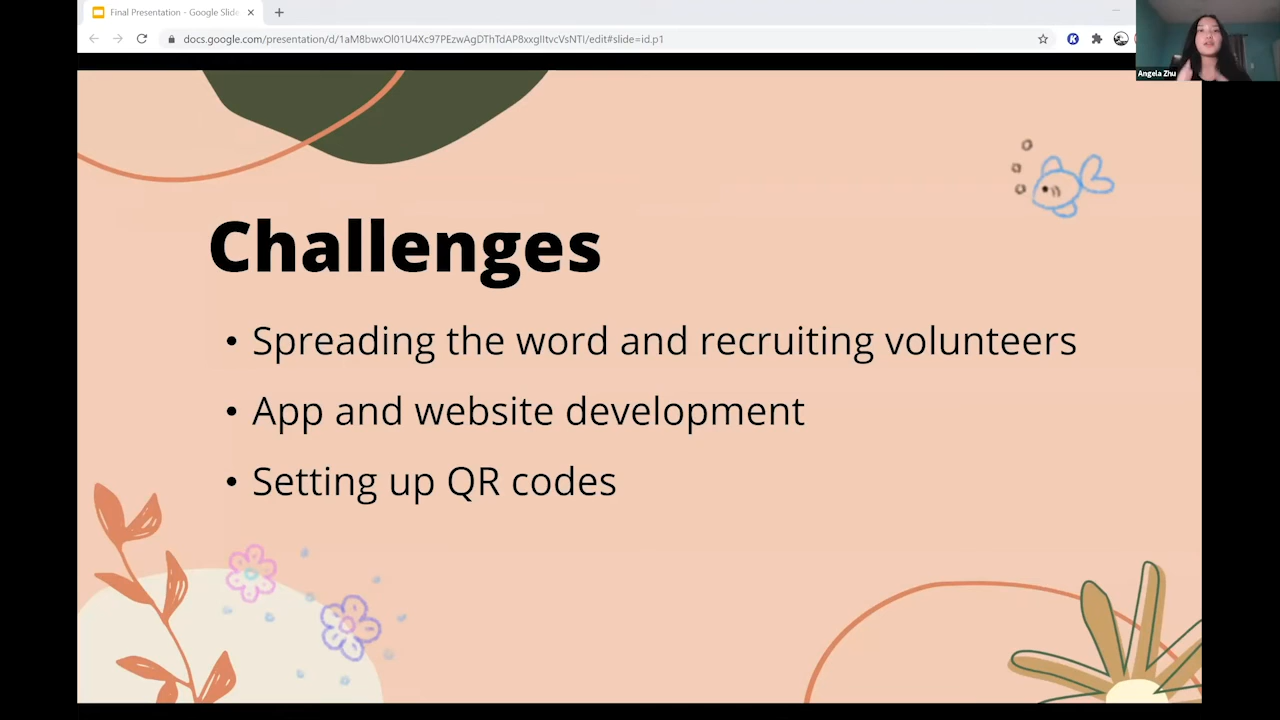 Final Presentation - Google Slide
docs.google.com/presentation/d/1aM8bwxOl01U4Xc97PEzwAgDThTdAP8xxglItvcVsNTI/edit#slide=id.p1
Angela Zhu
Challenges
• Spreading the word and recruiting volunteers
• App and website development
• Setting up QR codes